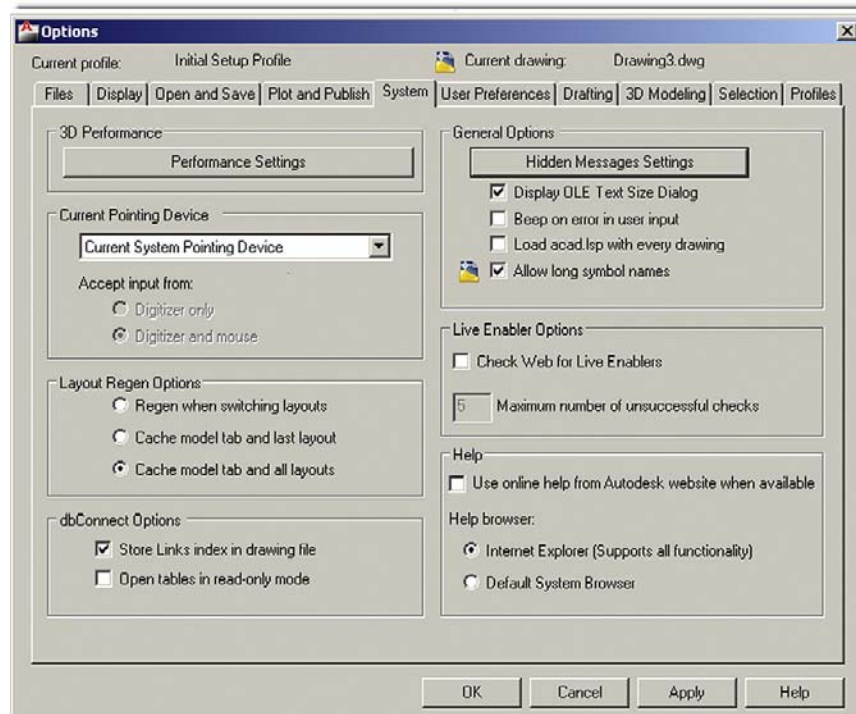 Options
Current profile: Initial Setup Profile Current drawing: Drawing3.dwg
Files Display Open and Save Plot and Publish System User Preferences Drafting 3D Modeling Selection Profiles
3D Performance
Performance Settings
Current Pointing Device
Current System Pointing Device
Accept input from:
Digitizer only
Digitizer and mouse
Layout Regen Options
Regen when switching layouts
Cache model tab and last layout
Cache model tab and all layouts
dbConnect Options
Store Links index in drawing file
Open tables in read-only mode
General Options
Hidden Messages Settings
Display OLE Text Size Dialog
Beep on error in user input
Load acad.lsp with every drawing
Allow long symbol names
Live Enabler Options
Check Web for Live Enablers
5 Maximum number of unsuccessful checks
Help
Use online help from Autodesk website when available
Help browser:
Internet Explorer (Supports all functionality)
Default System Browser
OK Cancel Apply Help